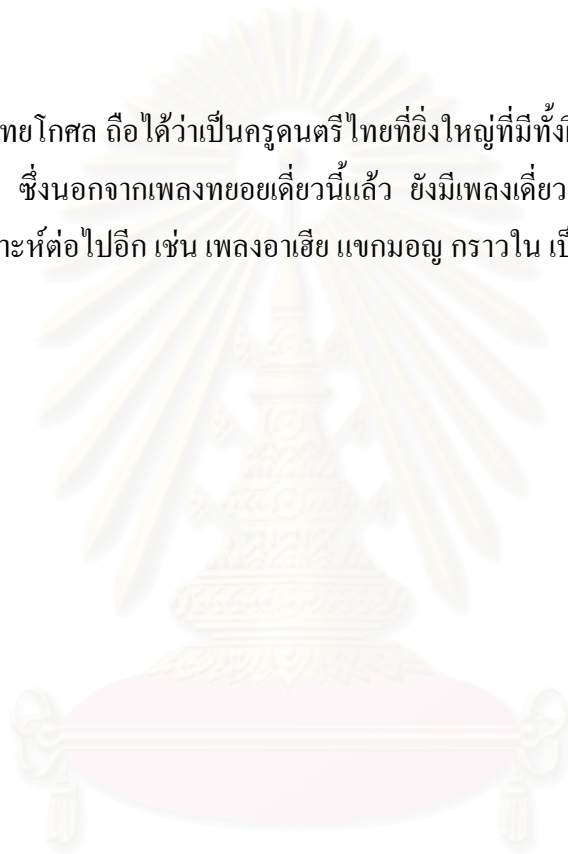 ทยโกศล ถือได้ว่าเป็นครูดนตรีไทยที่ยิ่งใหญ่ที่มีทั้ง
ซึ่งนอกจากเพลงทยอยเดี่ยวนี้แล้ว ยังมีเพลงเดี่ยว
าะห์ต่อไปอีก เช่น เพลงอาเฮีย แขกมอญ กราวใน เป็